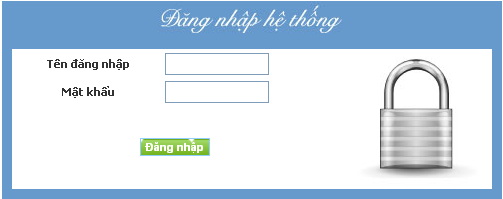 Đăng nhập hệ thống
Tên đăng nhập
Mật khẩu
Đăng nhập